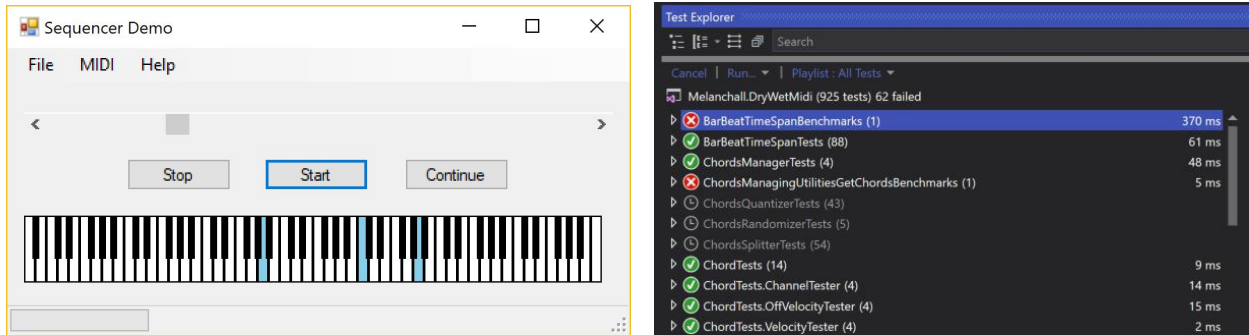 Sequencer Demo
File MIDI Help
Stop Start Continue
Test Explorer
Search
Cancel | Run... | Playlist : All Tests
Melanchall.DryWetMidi (925 tests) 62 failed
BarBeatTimeSpanBenchmarks (1) 370 ms
BarBeatTimeSpanTests (88) 61 ms
ChordsManagerTests (4) 48 ms
ChordsManagingUtilitiesGetChordsBenchmarks (1) 5 ms
ChordsQuantizerTests (43)
ChordsRandomizerTests (5)
ChordsSplitterTests (54)
ChordTests (14) 9 ms
ChordTests.ChannelTester (4) 14 ms
ChordTests.OffVelocityTester (4) 15 ms
ChordTests.VelocityTester (4) 2 ms